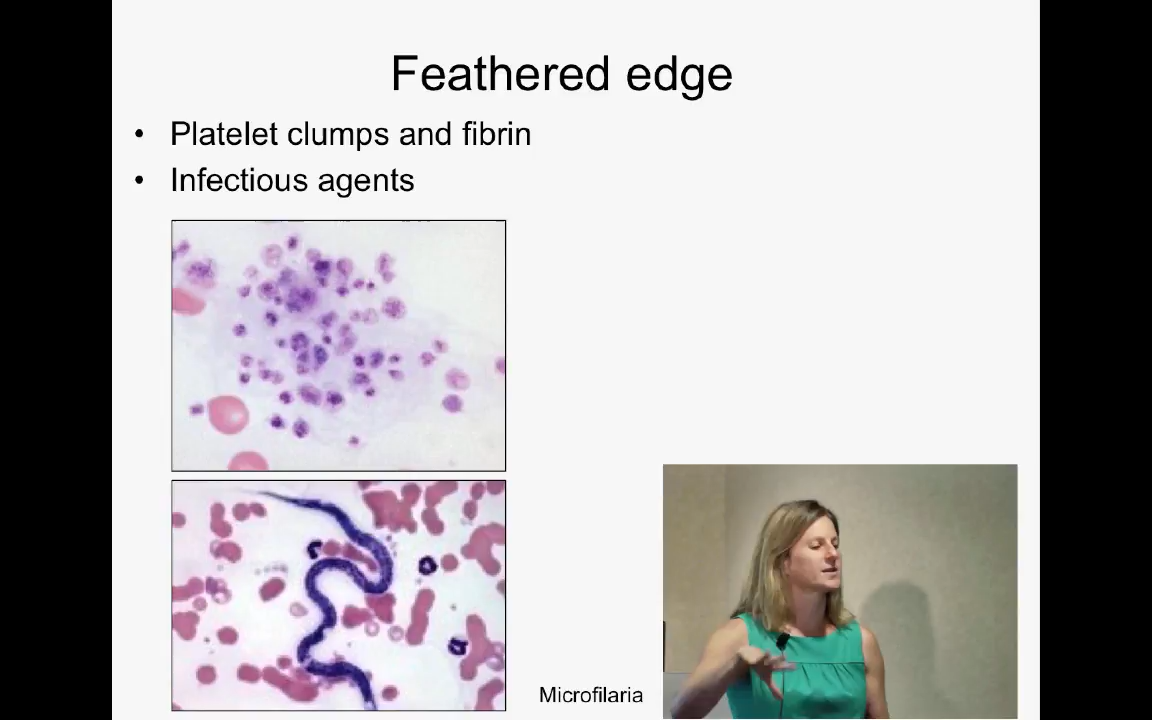 Feathered edge
• Platelet clumps and fibrin
• Infectious agents
Microfilaria